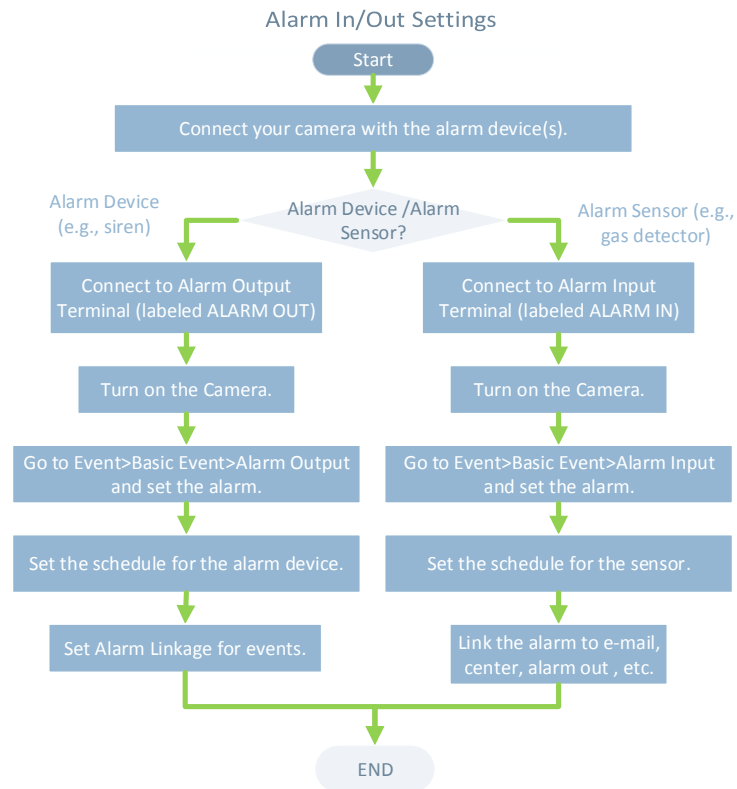 Alarm In/Out Settings
Start
Connect your camera with the alarm device(s).
Alarm Device /Alarm
Sensor?
Alarm Device
(e.g., siren)
Alarm Sensor (e.g.,
gas detector)
Connect to Alarm Output
Terminal (labeled ALARM OUT)
Turn on the Camera.
Go to Event>Basic Event>Alarm Output
and set the alarm.
Set the schedule for the alarm device.
Set Alarm Linkage for events.
Connect to Alarm Input
Terminal (labeled ALARM IN)
Turn on the Camera.
Go to Event>Basic Event>Alarm Input
and set the alarm.
Set the schedule for the sensor.
Link the alarm to e-mail,
center, alarm out , etc.
END